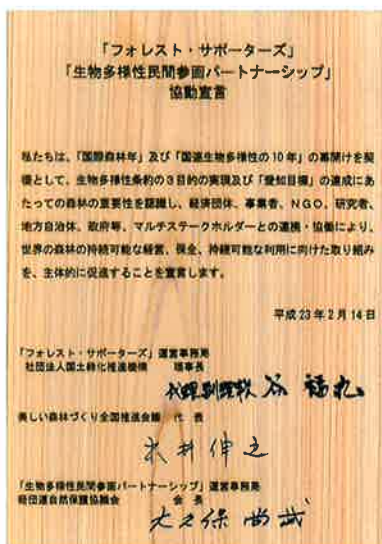 「フォレスト・サポーターズ」
「生物多様性民間参画パートナーシップ」
協動宣言
私たちは、「国際森林年」及び「国連生物多様性の10年」の幕開けを契
機として、生物多様性条約の3目的の実現及び「愛知目標」の達成にあ
たっての森林の重要性を認識し、経済団体、事業者、NGO、研究者、
地方自治体、政府等、マルチステークホルダーとの連携・協働により、
世界の森林の持続可能な経営、保全、持続可能な利用に向けた取り組み
を、主体的に促進することを宣言します。
平成23年2月14日
「フォレスト・サポーターズ」運営事務局
社団法人国土緑化推進機構 理事長
代理副理事長 谷 福丸
美しい森林づくり全国推進会議 代 表
木井 伸之
「生物多様性民間参画パートナーシップ」運営事務局
経団連自然保護協議会 会 長
大久保 尚武